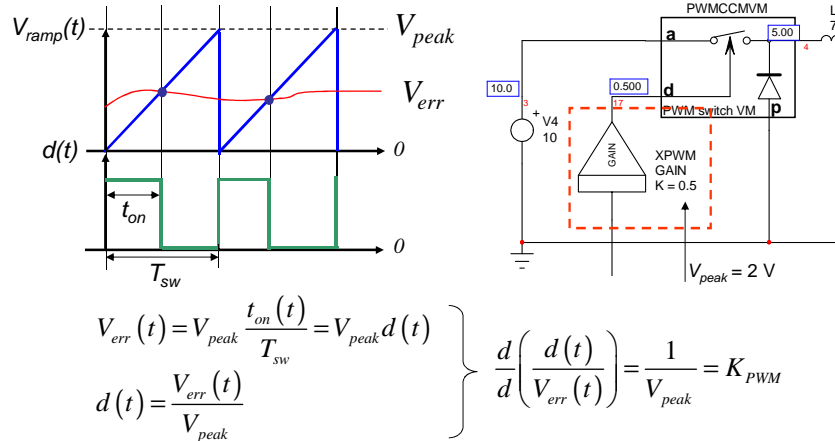 V_ramp(t)
V_peak
V_err
d(t)
0
t_on
0
T_sw
PWMCCMVM
L
7
a
5.00
4
d
0.500
17
10.0
3
p
PWM switch VM
+
V4
10
GAIN
XPWM
GAIN
K = 0.5
V_peak = 2 V
V_err (t) = V_peak t_on (t) / T_sw = V_peak d (t)
d (t) = V_err (t) / V_peak
d/d ( d (t) / V_err (t) ) = 1 / V_peak = K_PWM